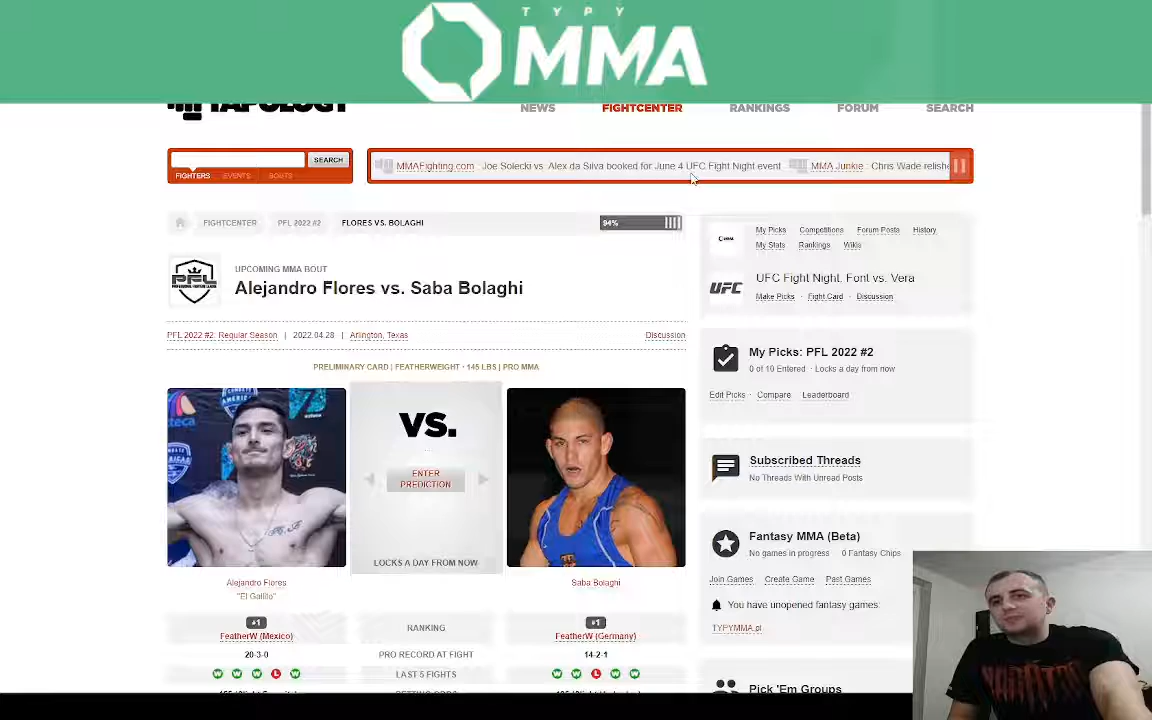 TYPY
MMA
TAPOLOGY
NEWS
FIGHTCENTER
RANKINGS
FORUM
SEARCH
SEARCH
FIGHTERS
EVENTS
BOUTS
MMAFighting.com : Joe Solecki vs. Alex da Silva booked for June 4 UFC Fight Night event
MMA Junkie : Chris Wade relishe
FIGHTCENTER
PFL 2022 #2
FLORES VS. BOLAGHI
94%
My Picks Competitions Forum Posts History
My Stats Rankings Wikis
UFC Fight Night, Font vs. Vera
Make Picks · Fight Card · Discussion
PFL
UPCOMING MMA BOUT
Alejandro Flores vs. Saba Bolaghi
PFL 2022 #2: Regular Season | 2022.04.28 | Arlington, Texas
Discussion
My Picks: PFL 2022 #2
0 of 10 Entered · Locks a day from now
Edit Picks · Compare Leaderboard
PRELIMINARY CARD | FEATHERWEIGHT · 145 LBS | PRO MMA
VS.
ENTER
PREDICTION
LOCKS A DAY FROM NOW
Subscribed Threads
No Threads With Unread Posts
Fantasy MMA (Beta)
No games in progress 0 Fantasy Chips
Join Games Create Game Past Games
You have unopened fantasy games:
TYPYMMA.pl
Pick 'Em Groups
Alejandro Flores
"El Gallito"
Saba Bolaghi
#1
FeatherW (Mexico)
RANKING
#1
FeatherW (Germany)
20-3-0
PRO RECORD AT FIGHT
14-2-1
W W W L W
LAST 5 FIGHTS
W W L W W